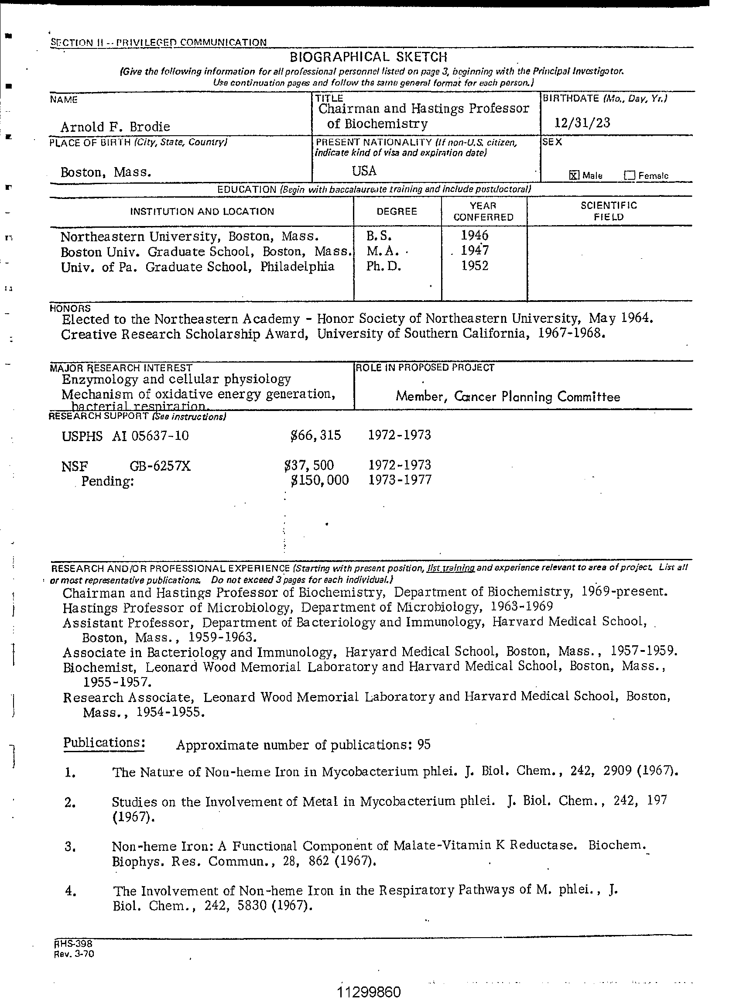 SECTION II -- PRIVILEGED COMMUNICATION
BIOGRAPHICAL SKETCH
(Give the following information for all professional personnel listed on page 3, beginning with the Principal Investigator.
Use continuation pages and follow the same general format for each person.)
NAME
Arnold F. Brodie
TITLE
Chairman and Hastings Professor
of Biochemistry
BIRTHDATE (Mo., Day, Yr.)
12/31/23
PLACE OF BIRTH (City, State, Country)
Boston, Mass.
PRESENT NATIONALITY (If non-U.S. citizen,
indicate kind of visa and expiration date)
USA
SEX
☒ Male ☐ Female
EDUCATION (Begin with baccalaureate training and include postdoctoral)
INSTITUTION AND LOCATION DEGREE YEAR CONFERRED SCIENTIFIC FIELD
Northeastern University, Boston, Mass. B.S. 1946
Boston Univ. Graduate School, Boston, Mass. M.A. 1947
Univ. of Pa. Graduate School, Philadelphia Ph.D. 1952
HONORS
Elected to the Northeastern Academy - Honor Society of Northeastern University, May 1964.
Creative Research Scholarship Award, University of Southern California, 1967-1968.
MAJOR RESEARCH INTEREST
Enzymology and cellular physiology
Mechanism of oxidative energy generation,
bacterial respiration.
ROLE IN PROPOSED PROJECT
Member, Cancer Planning Committee
RESEARCH SUPPORT (See instructions)
USPHS AI 05637-10 $66,315 1972-1973
NSF GB-6257X $37,500 1972-1973
Pending: $150,000 1973-1977
RESEARCH AND/OR PROFESSIONAL EXPERIENCE (Starting with present position, list training and experience relevant to area of project. List all
or most representative publications. Do not exceed 3 pages for each individual.)
Chairman and Hastings Professor of Biochemistry, Department of Biochemistry, 1969-present.
Hastings Professor of Microbiology, Department of Microbiology, 1963-1969
Assistant Professor, Department of Bacteriology and Immunology, Harvard Medical School,
Boston, Mass., 1959-1963.
Associate in Bacteriology and Immunology, Harvard Medical School, Boston, Mass., 1957-1959.
Biochemist, Leonard Wood Memorial Laboratory and Harvard Medical School, Boston, Mass.,
1955-1957.
Research Associate, Leonard Wood Memorial Laboratory and Harvard Medical School, Boston,
Mass., 1954-1955.
Publications: Approximate number of publications: 95
1. The Nature of Non-heme Iron in Mycobacterium phlei. J. Biol. Chem., 242, 2909 (1967).
2. Studies on the Involvement of Metal in Mycobacterium phlei. J. Biol. Chem., 242, 197
(1967).
3. Non-heme Iron: A Functional Component of Malate-Vitamin K Reductase. Biochem.
Biophys. Res. Commun., 28, 862 (1967).
4. The Involvement of Non-heme Iron in the Respiratory Pathways of M. phlei., J.
Biol. Chem., 242, 5830 (1967).
RHS-398
Rev. 3-70
11299860